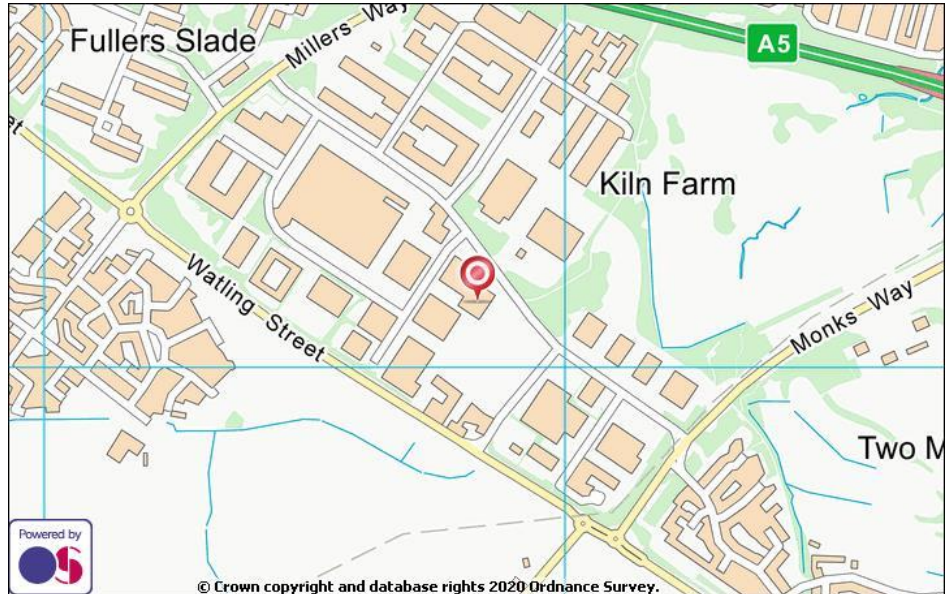 Fullers Slade
Millers Way
A5
et
Kiln Farm
Watling Street
Monks Way
Two M
Powered by
OS
© Crown copyright and database rights 2020 Ordnance Survey.